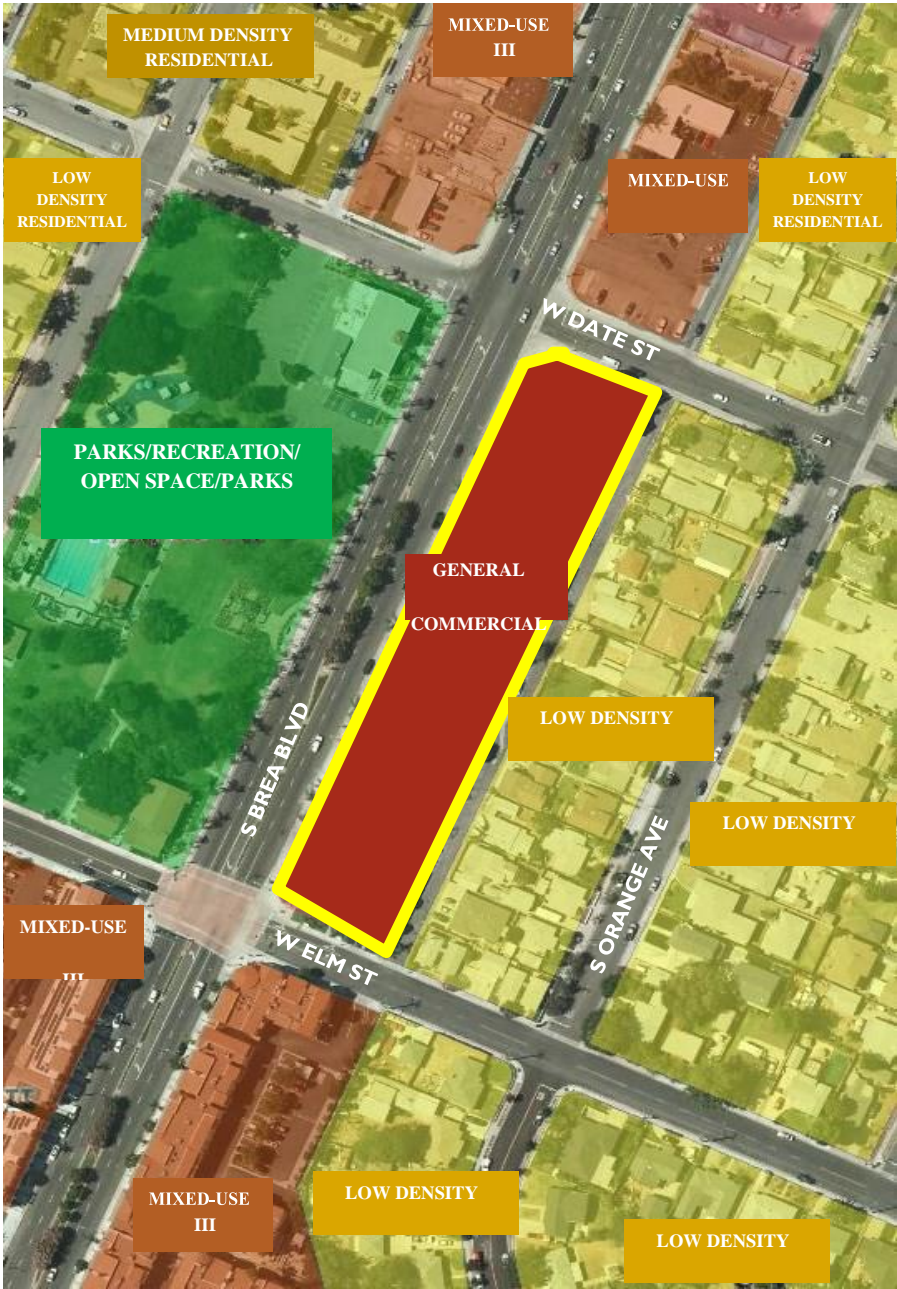 MEDIUM DENSITY
RESIDENTIAL
MIXED-USE
III
LOW
DENSITY
RESIDENTIAL
MIXED-USE
LOW
DENSITY
RESIDENTIAL
W DATE ST
PARKS/RECREATION/
OPEN SPACE/PARKS
GENERAL
COMMERCIAL
LOW DENSITY
S BREA BLVD
LOW DENSITY
S ORANGE AVE
MIXED-USE
III
W ELM ST
MIXED-USE
III
LOW DENSITY
LOW DENSITY